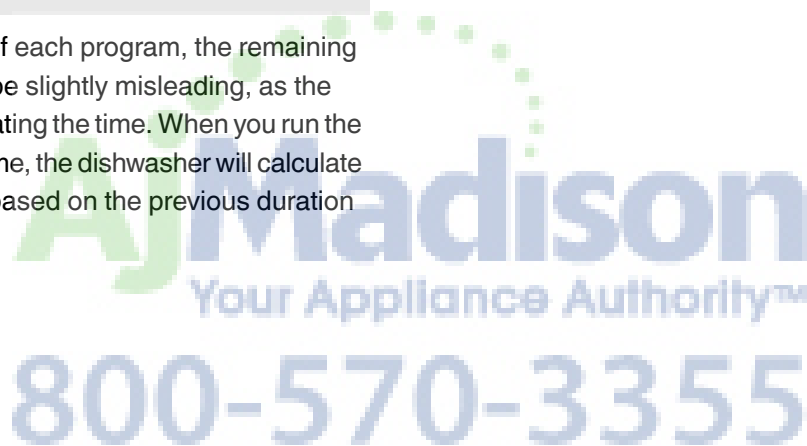 f each program, the remaining
be slightly misleading, as the
ating the time. When you run the
me, the dishwasher will calculate
based on the previous duration
AjMadison
Your Appliance Authority™
800-570-3355